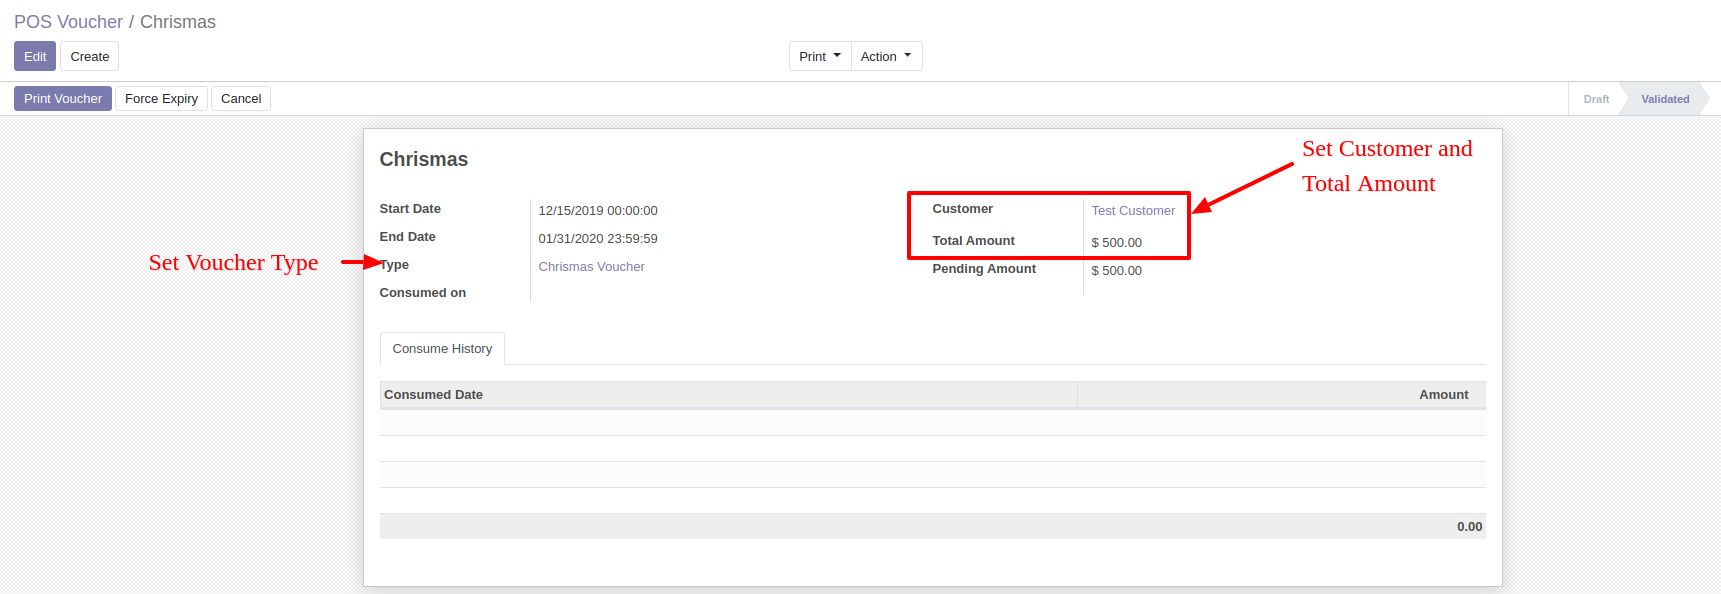 POS Voucher / Chrismas
Edit Create Print Action
Print Voucher Force Expiry Cancel Draft Validated
Chrismas
Set Customer and
Total Amount
Start Date 12/15/2019 00:00:00 Customer Test Customer
End Date 01/31/2020 23:59:59 Total Amount $ 500.00
Set Voucher Type
Type Chrismas Voucher Pending Amount $ 500.00
Consumed on
Consume History
Consumed Date Amount
0.00